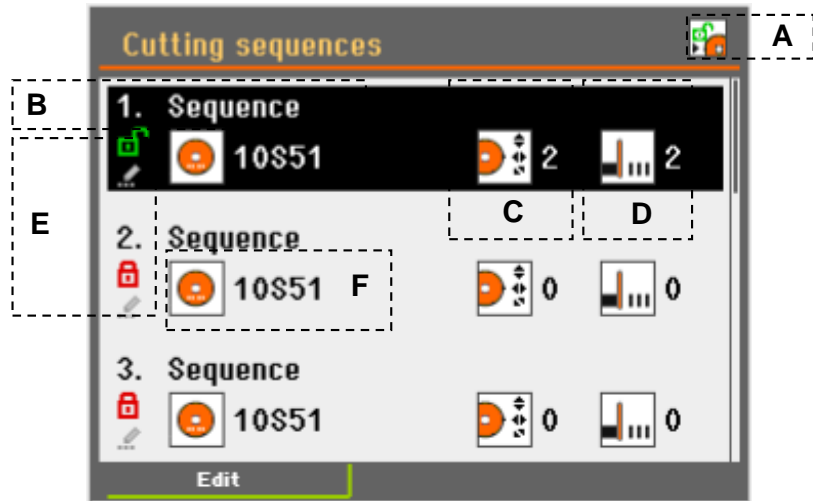 Cutting sequences
A
B
1. Sequence
10S51 2 2
C
D
E
2. Sequence
10S51 F 0 0
3. Sequence
10S51 0 0
Edit